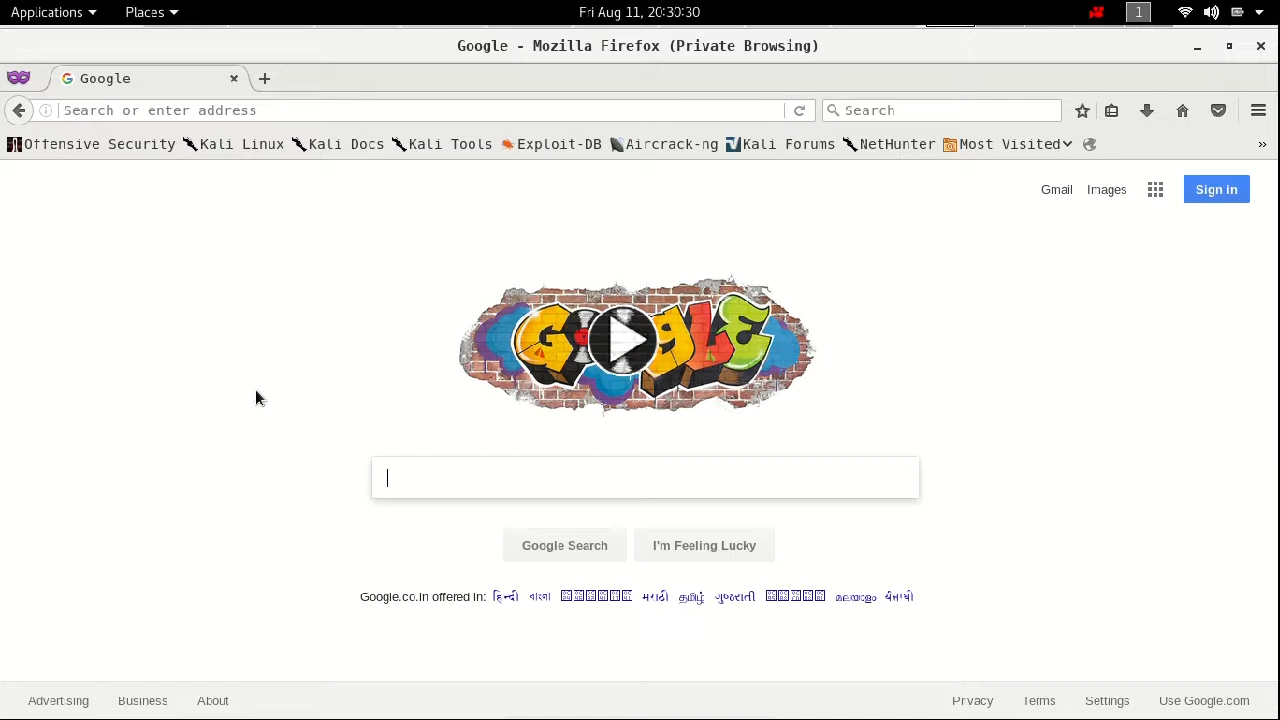 Applications Places Fri Aug 11, 20:30:30 1
Google - Mozilla Firefox (Private Browsing)
Google
Search or enter address Search
Offensive Security Kali Linux Kali Docs Kali Tools Exploit-DB Aircrack-ng Kali Forums NetHunter Most Visited »
Gmail Images Sign in
Google Search I'm Feeling Lucky
Google.co.in offered in: हिन्दी বাংলা मराठी தமிழ் ગુજરાતી മലയാളം ਪੰਜਾਬੀ
Advertising Business About Privacy Terms Settings Use Google.com